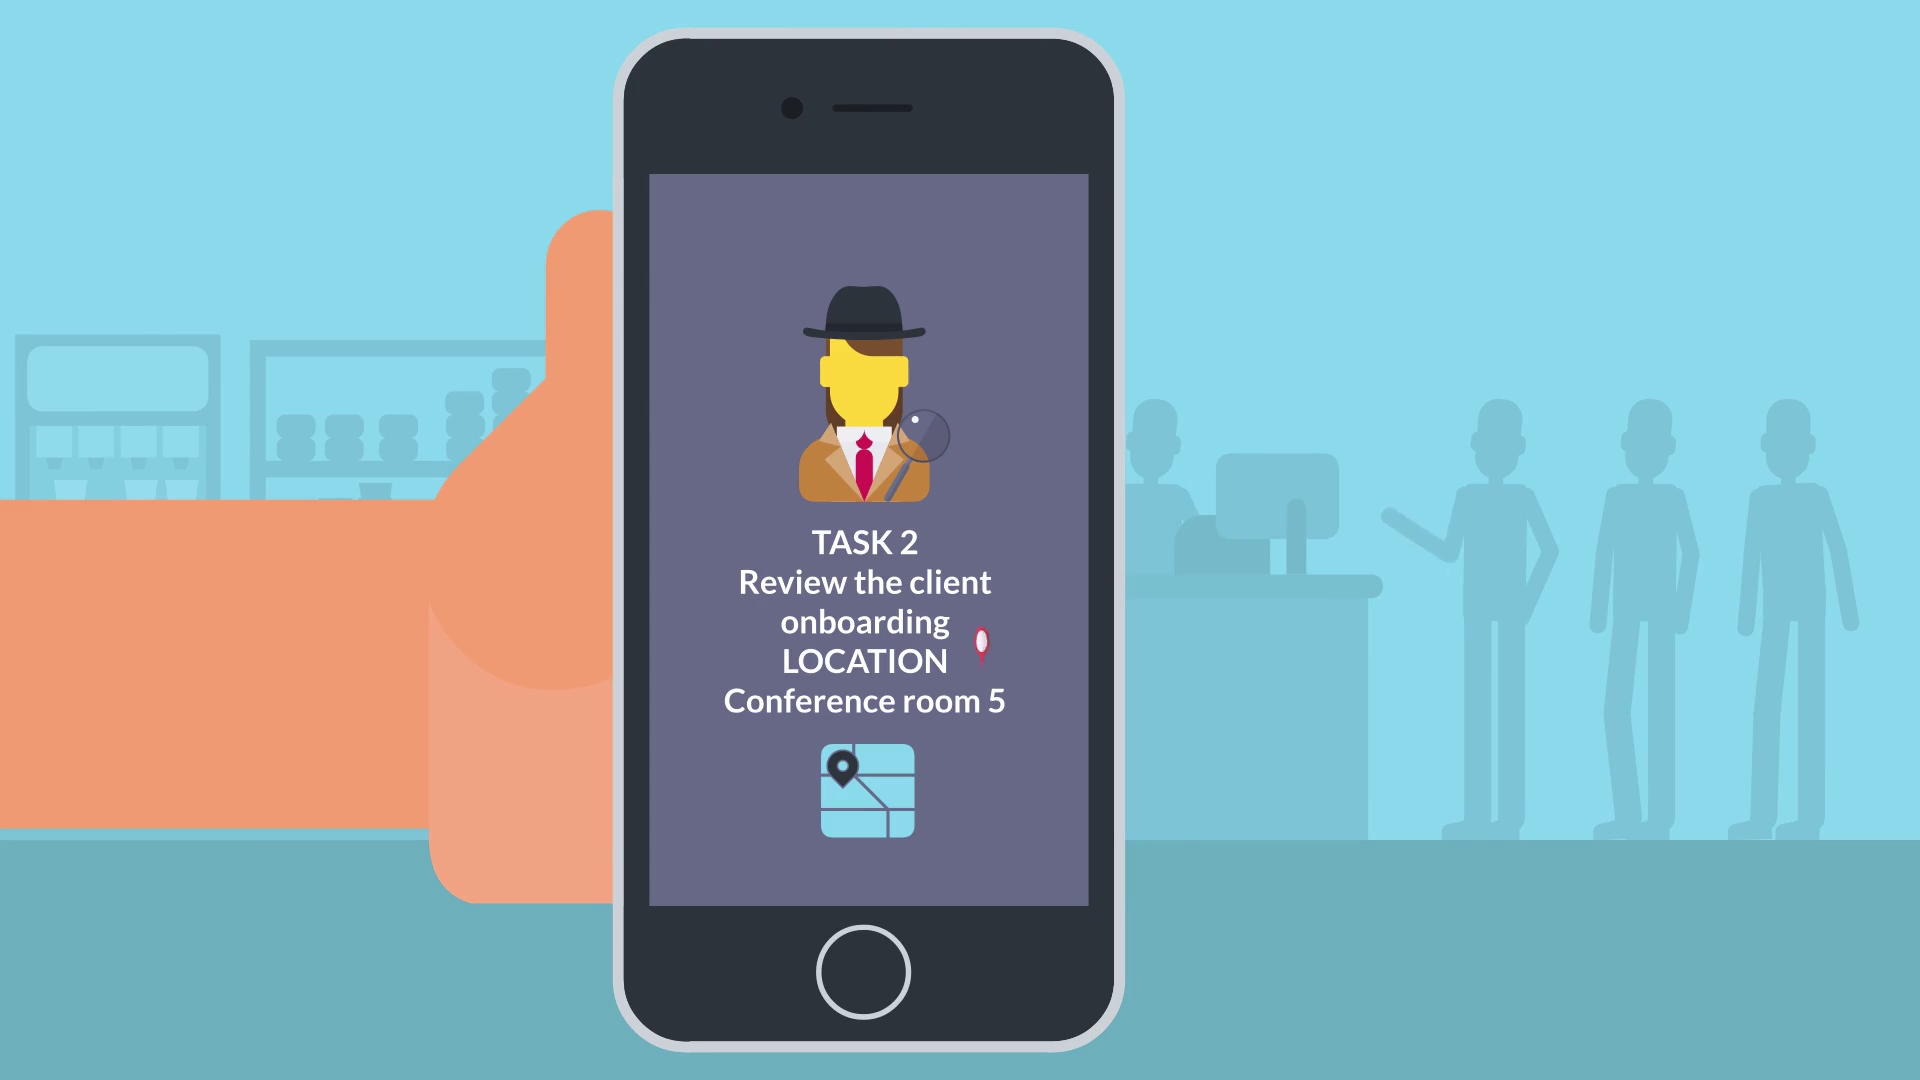 TASK 2
Review the client
onboarding
LOCATION
Conference room 5